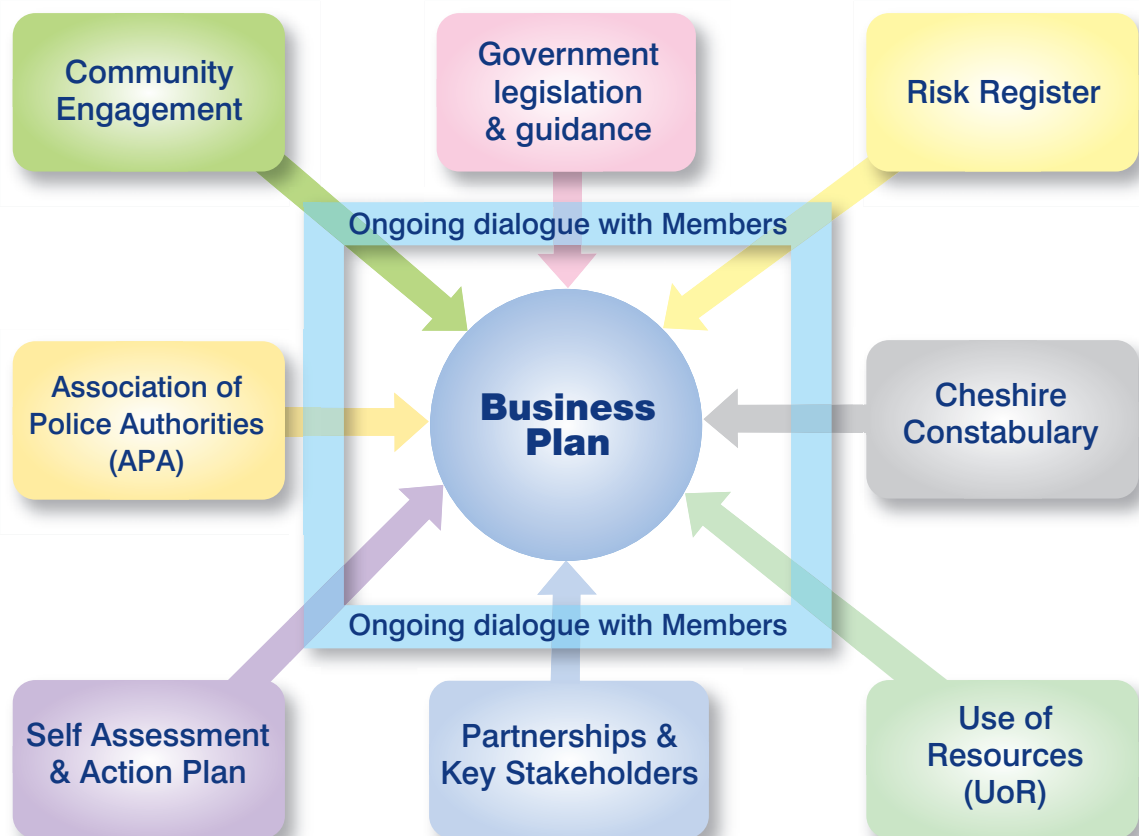 Community
Engagement
Government
legislation
& guidance
Risk Register
Ongoing dialogue with Members
Association of
Police Authorities
(APA)
Business
Plan
Cheshire
Constabulary
Ongoing dialogue with Members
Self Assessment
& Action Plan
Partnerships &
Key Stakeholders
Use of
Resources
(UoR)